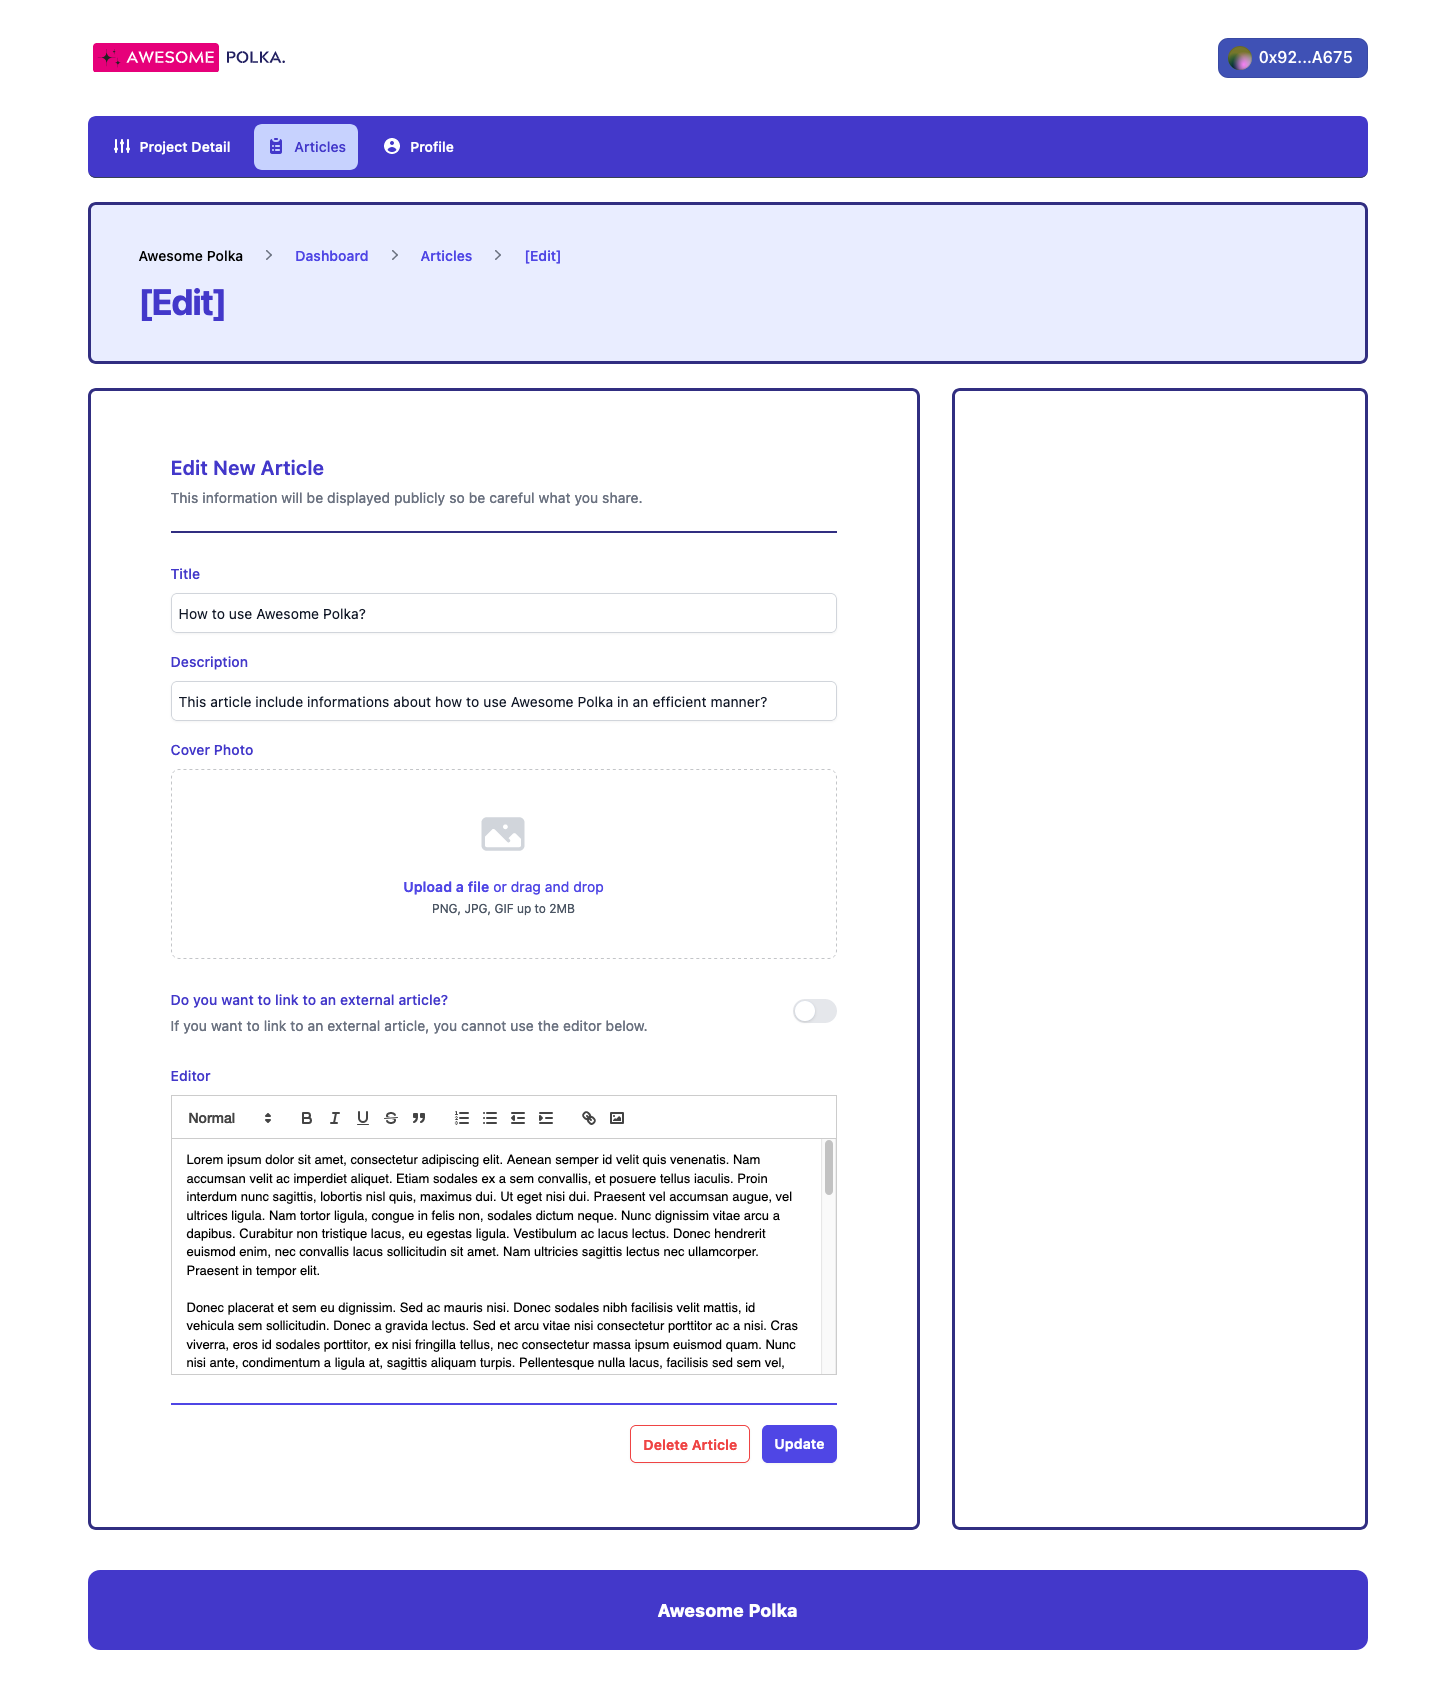 AWESOME POLKA.
0x92...A675
Project Detail
Articles
Profile
Awesome Polka
Dashboard
Articles
[Edit]
[Edit]
Edit New Article
This information will be displayed publicly so be careful what you share.
Title
How to use Awesome Polka?
Description
This article include informations about how to use Awesome Polka in an efficient manner?
Cover Photo
Upload a file or drag and drop
PNG, JPG, GIF up to 2MB
Do you want to link to an external article?
If you want to link to an external article, you cannot use the editor below.
Editor
Normal
Lorem ipsum dolor sit amet, consectetur adipiscing elit. Aenean semper id velit quis venenatis. Nam
accumsan velit ac imperdiet aliquet. Etiam sodales ex a sem convallis, et posuere tellus iaculis. Proin
interdum nunc sagittis, lobortis nisl quis, maximus dui. Ut eget nisi dui. Praesent vel accumsan augue, vel
ultrices ligula. Nam tortor ligula, congue in felis non, sodales dictum neque. Nunc dignissim vitae arcu a
dapibus. Curabitur non tristique lacus, eu egestas ligula. Vestibulum ac lacus lectus. Donec hendrerit
euismod enim, nec convallis lacus sollicitudin sit amet. Nam ultricies sagittis lectus nec ullamcorper.
Praesent in tempor elit.
Donec placerat et sem eu dignissim. Sed ac mauris nisi. Donec sodales nibh facilisis velit mattis, id
vehicula sem sollicitudin. Donec a gravida lectus. Sed et arcu vitae nisi consectetur porttitor ac a nisi. Cras
viverra, eros id sodales porttitor, ex nisi fringilla tellus, nec consectetur massa ipsum euismod quam. Nunc
nisi ante, condimentum a ligula at, sagittis aliquam turpis. Pellentesque nulla lacus, facilisis sed sem vel,
Delete Article
Update
Awesome Polka